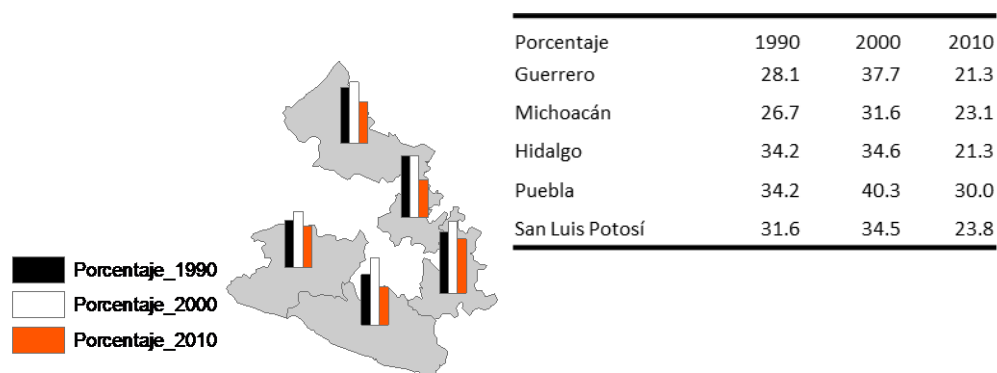 Porcentaje 1990 2000 2010
Guerrero 28.1 37.7 21.3
Michoacán 26.7 31.6 23.1
Hidalgo 34.2 34.6 21.3
Puebla 34.2 40.3 30.0
San Luis Potosí 31.6 34.5 23.8
Porcentaje_1990
Porcentaje_2000
Porcentaje_2010